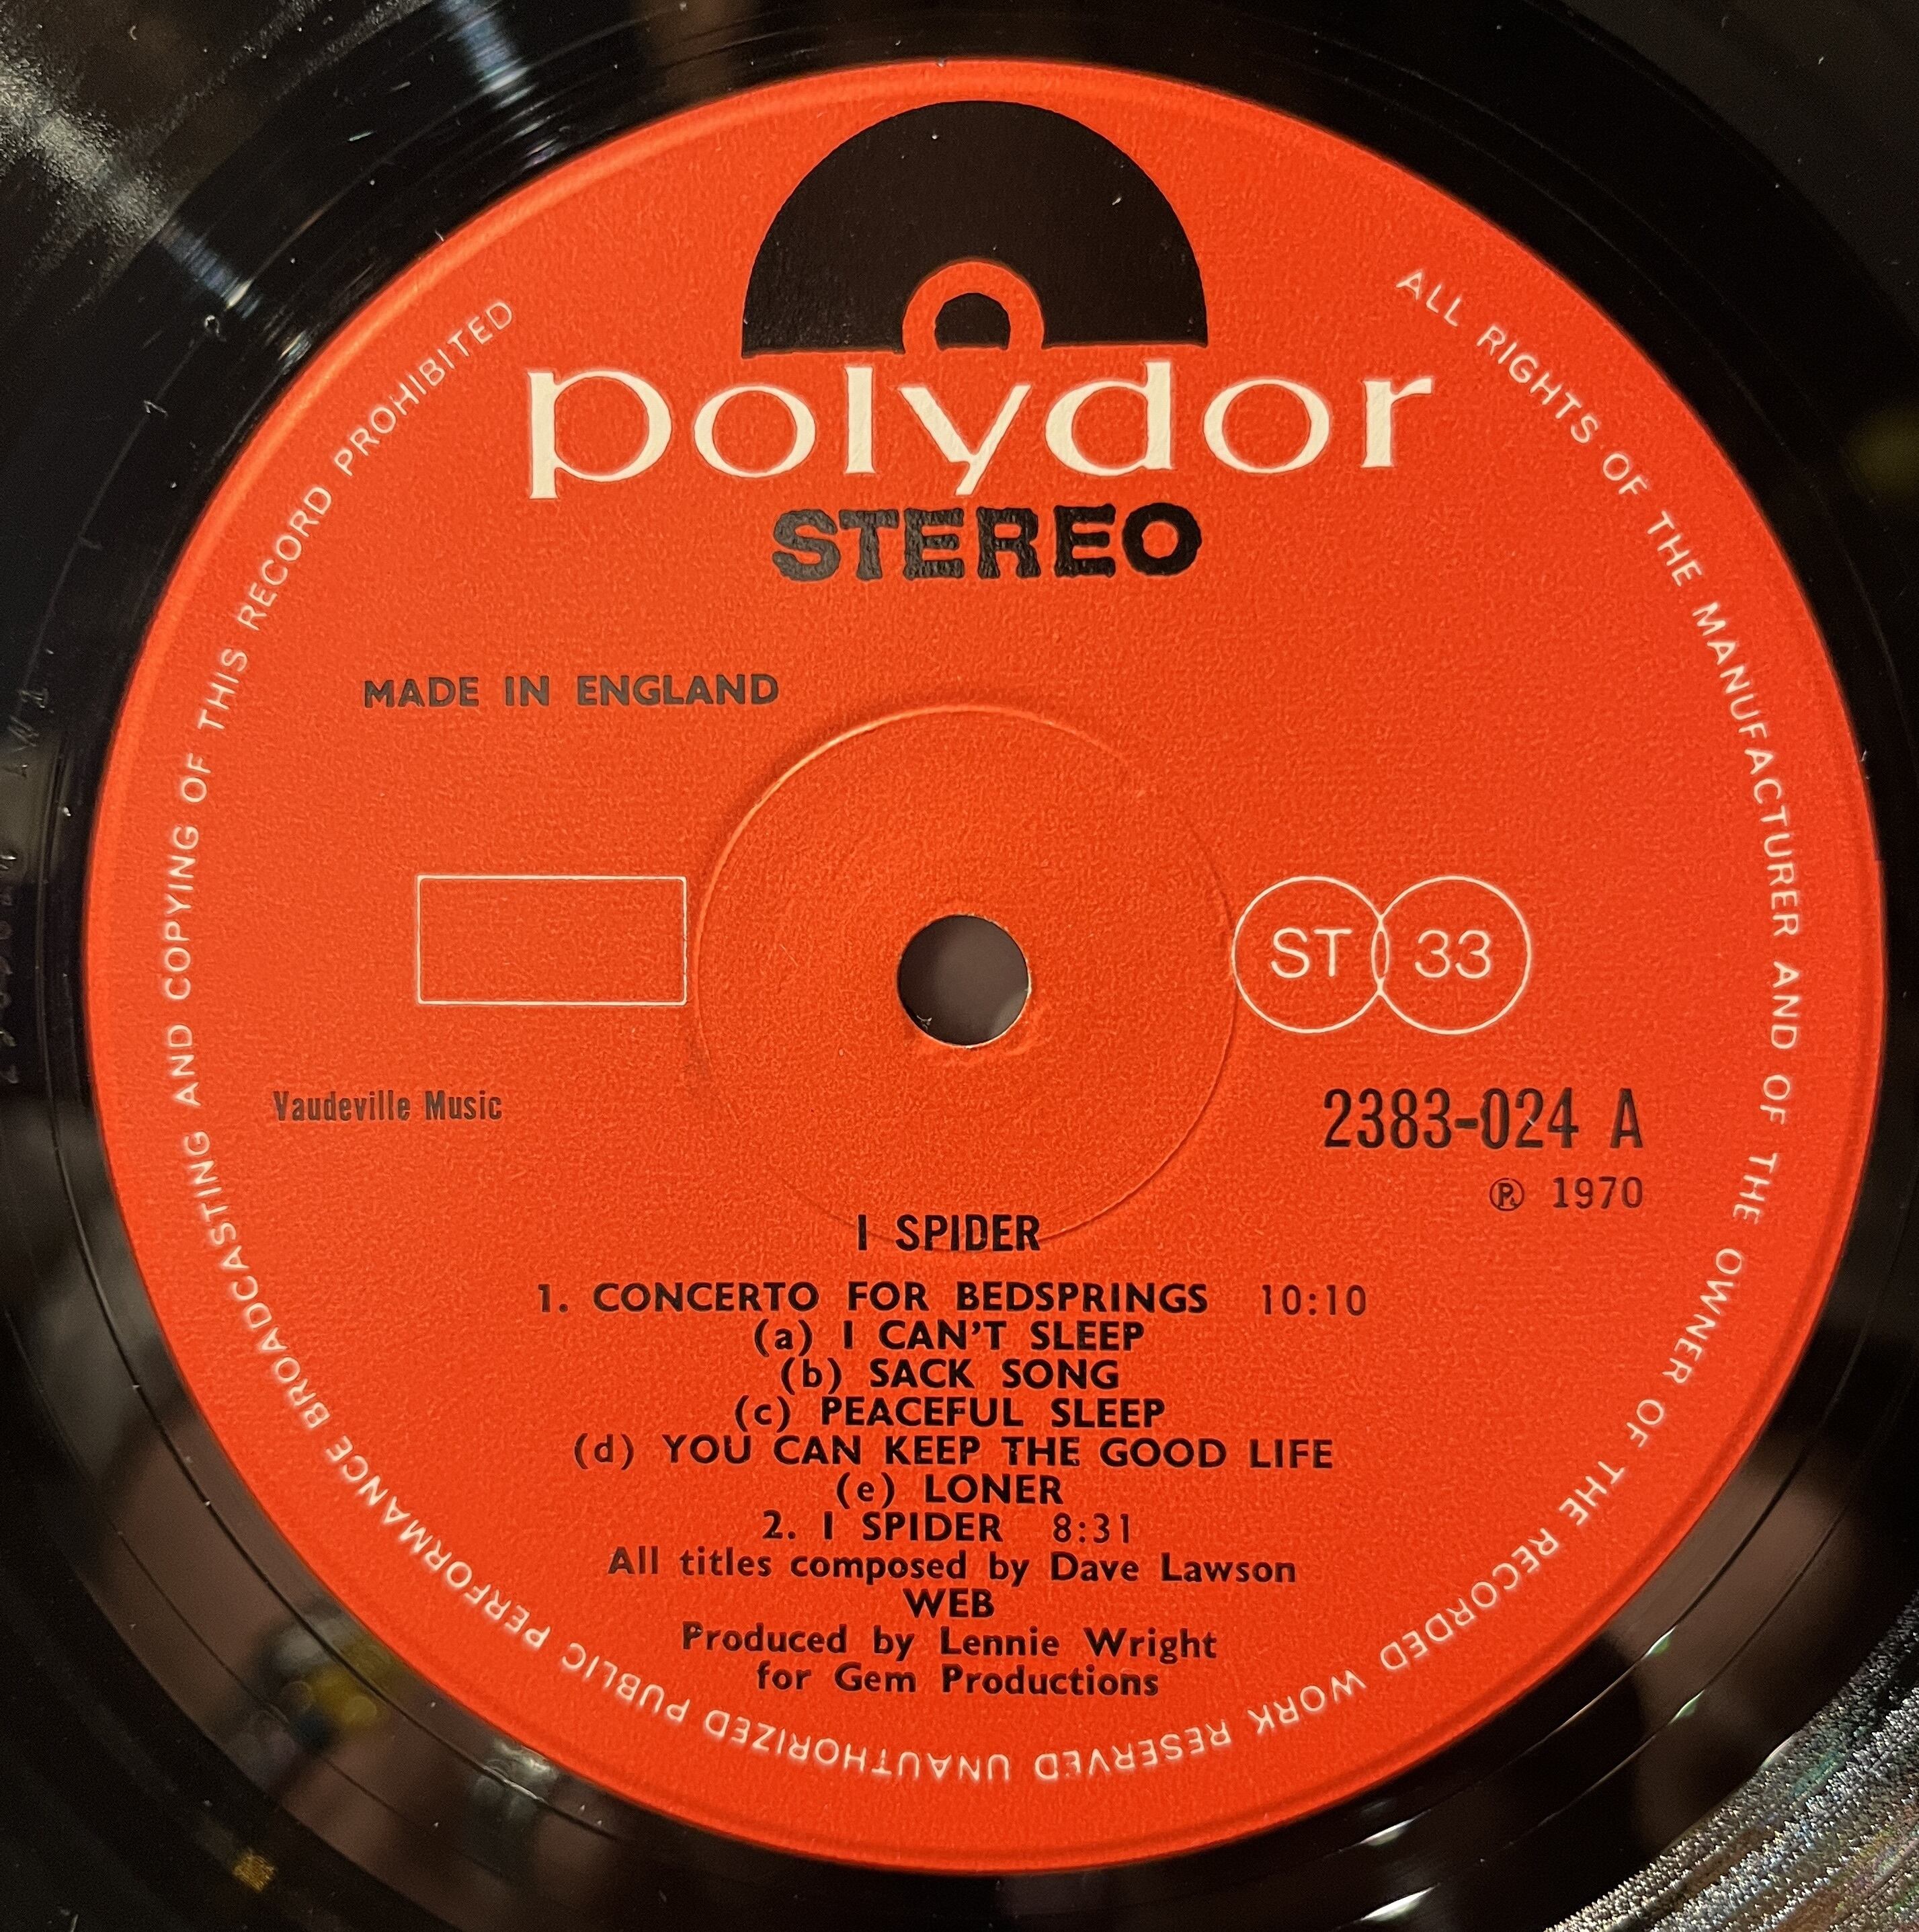 polydor
STEREO
MADE IN ENGLAND
ST 33
Vaudeville Music
2383-024 A
Ⓟ 1970
I SPIDER
1. CONCERTO FOR BEDSPRINGS 10:10
(a) I CAN'T SLEEP
(b) SACK SONG
(c) PEACEFUL SLEEP
(d) YOU CAN KEEP THE GOOD LIFE
(e) LONER
2. I SPIDER 8:31
All titles composed by Dave Lawson
WEB
Produced by Lennie Wright
for Gem Productions
ALL RIGHTS OF THE MANUFACTURER AND OF THE OWNER OF THE RECORDED WORK RESERVED UNAUTHORIZED PUBLIC PERFORMANCE BROADCASTING AND COPYING OF THIS RECORD PROHIBITED